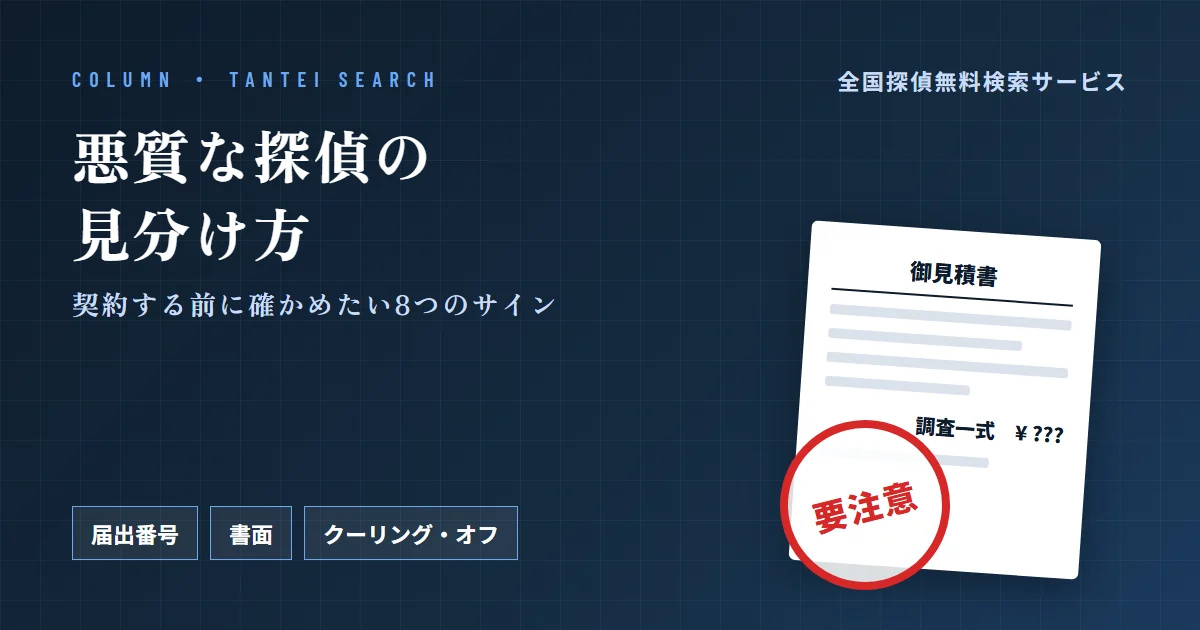 COLUMN • TANTEI SEARCH
全国探偵無料検索サービス
悪質な探偵の
見分け方
契約する前に確かめたい8つのサイン
御見積書
調査一式 ¥ ???
要注意
届出番号
書面
クーリング・オフ